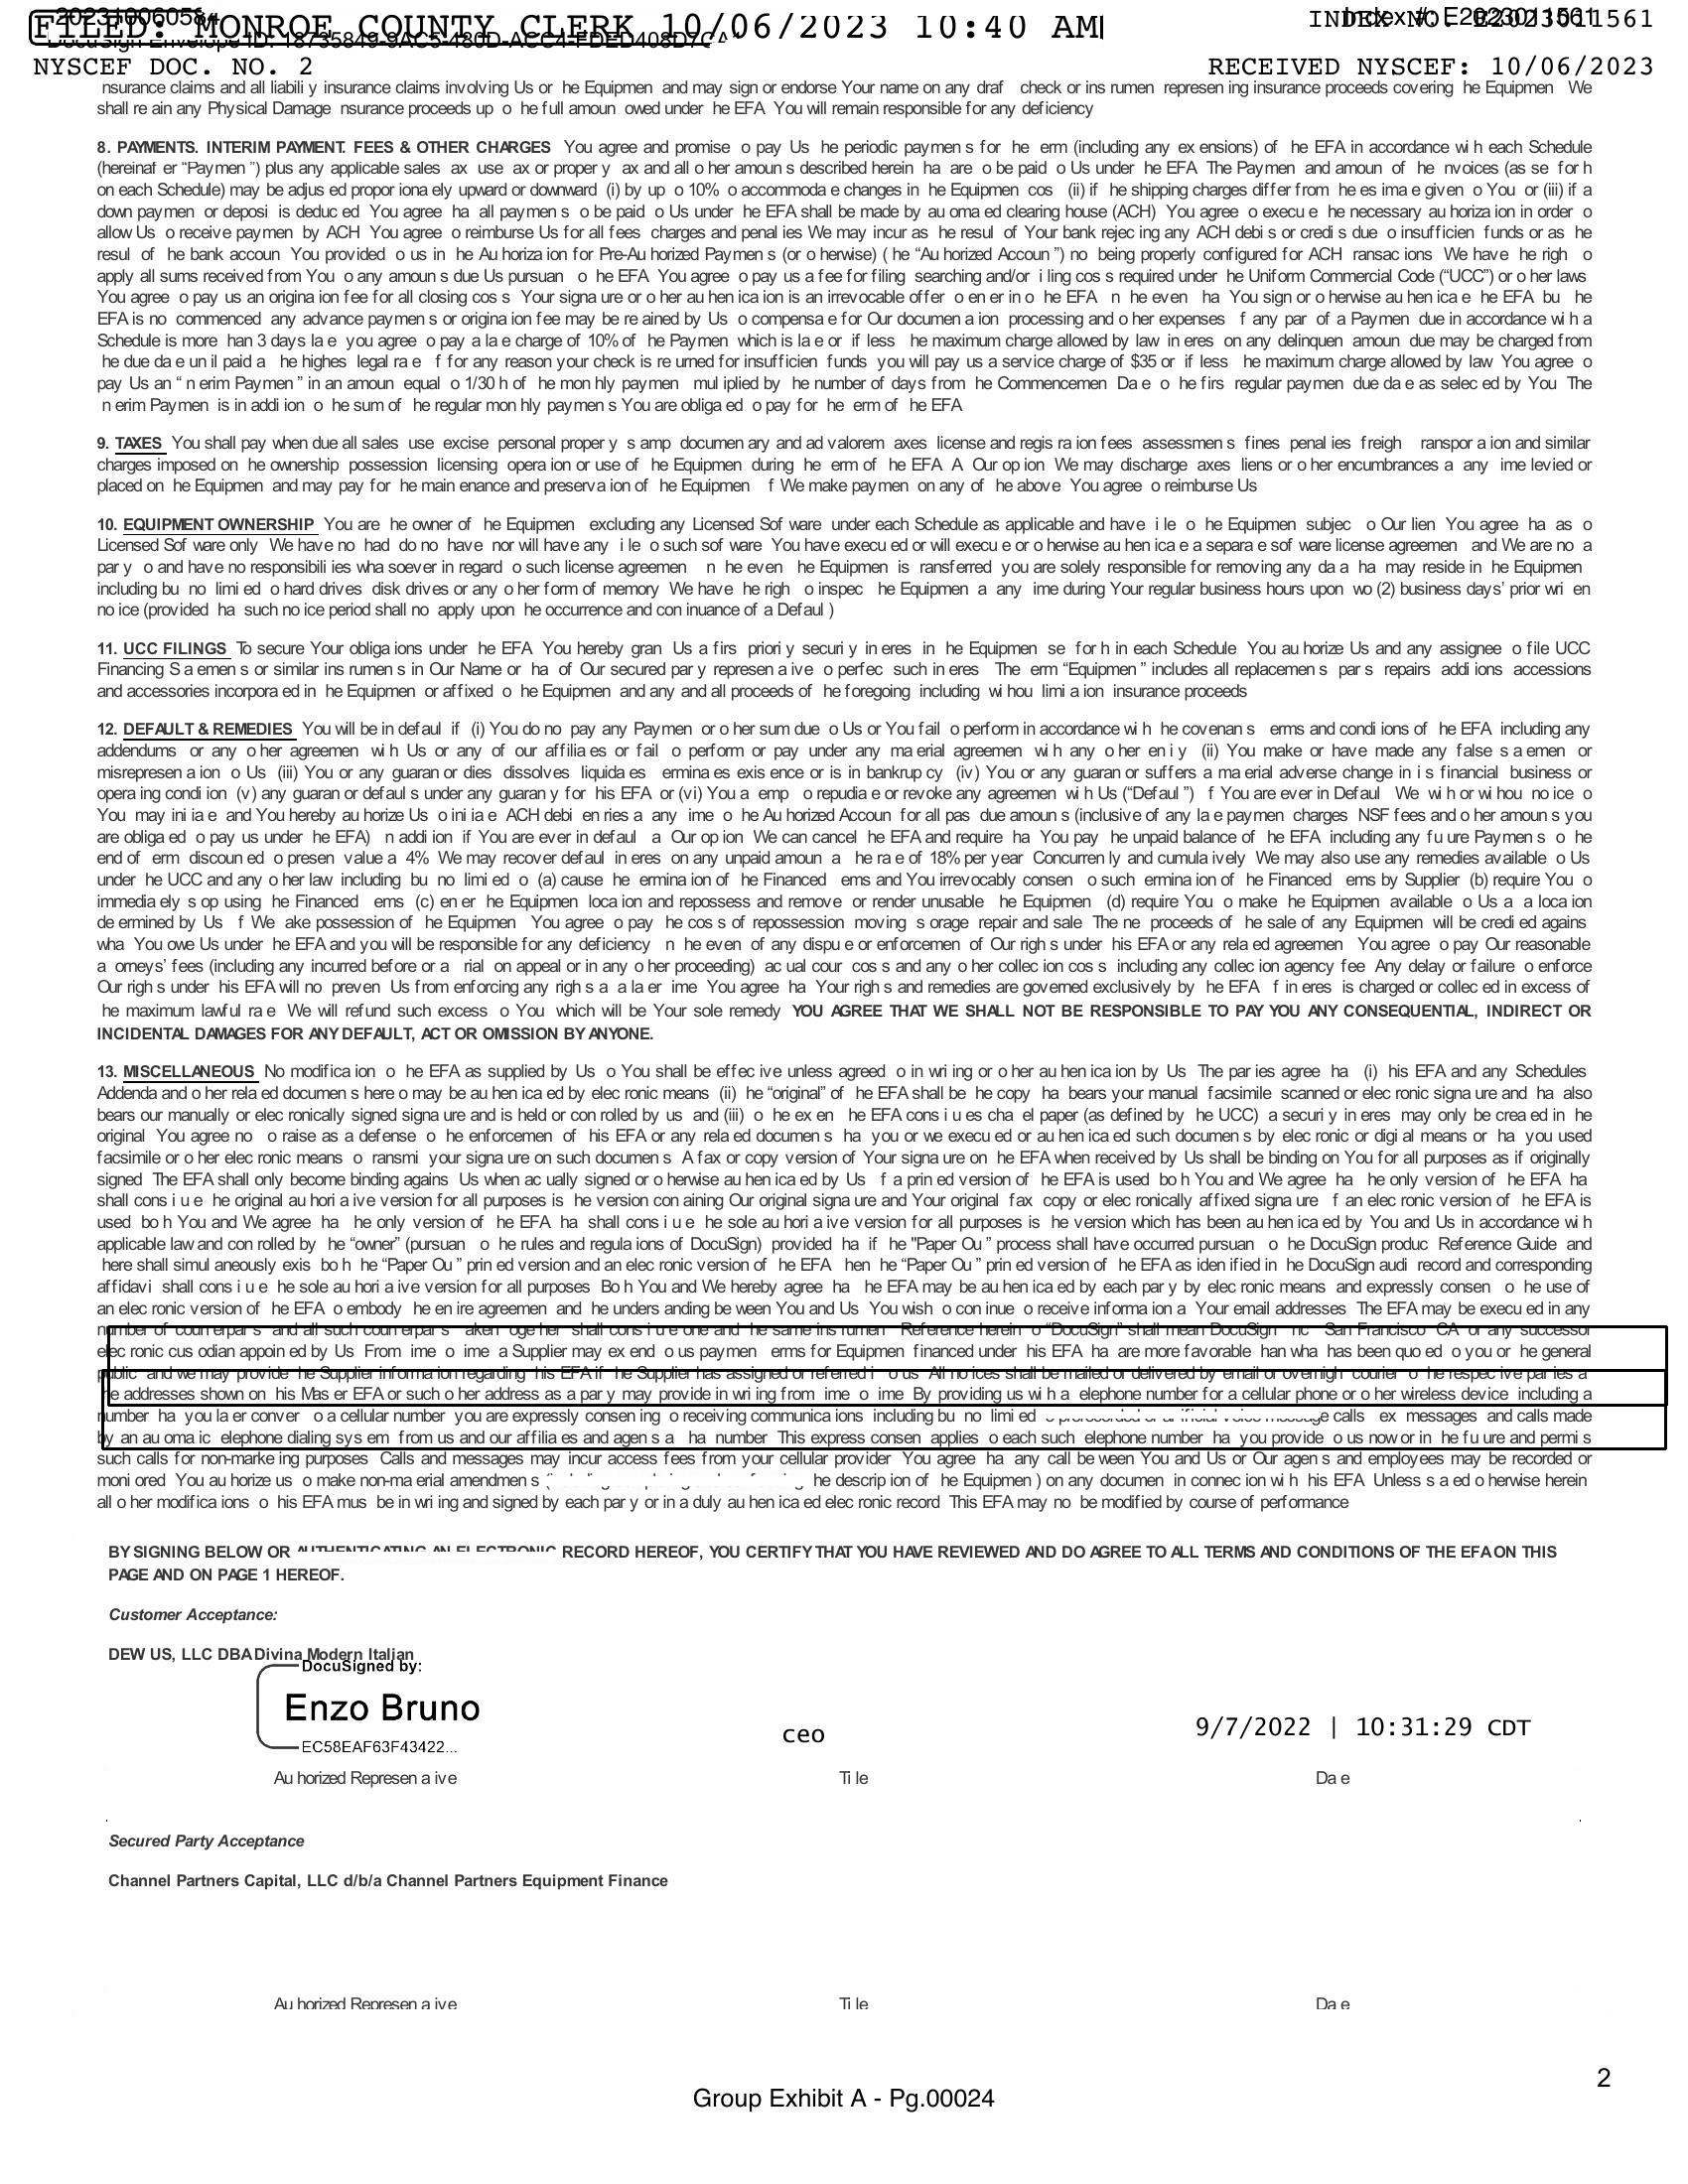 202310060584 Index #: E2023011561
FILED: MONROE COUNTY CLERK 10/06/2023 10:40 AM INDEX NO. E2023011561
DocuSign Envelope ID: 18735849-9AC5-480D-ACC4-FDED408D7CA
NYSCEF DOC. NO. 2 RECEIVED NYSCEF: 10/06/2023
nsurance claims and all liabili y insurance claims involving Us or he Equipmen and may sign or endorse Your name on any draf check or ins rumen represen ing insurance proceeds covering he Equipmen We
shall re ain any Physical Damage nsurance proceeds up o he full amoun owed under he EFA You will remain responsible for any deficiency
8. PAYMENTS. INTERIM PAYMENT. FEES & OTHER CHARGES You agree and promise o pay Us he periodic paymen s for he erm (including any ex ensions) of he EFA in accordance wi h each Schedule
(hereinaf er “Paymen ”) plus any applicable sales ax use ax or proper y ax and all o her amoun s described herein ha are o be paid o Us under he EFA The Paymen and amoun of he nvoices (as se for h
on each Schedule) may be adjus ed propor iona ely upward or downward (i) by up o 10% o accommoda e changes in he Equipmen cos (ii) if he shipping charges differ from he es ima e given o You or (iii) if a
down paymen or deposi is deduc ed You agree ha all paymen s o be paid o Us under he EFA shall be made by au oma ed clearing house (ACH) You agree o execu e he necessary au horiza ion in order o
allow Us o receive paymen by ACH You agree o reimburse Us for all fees charges and penal ies We may incur as he resul of Your bank rejec ing any ACH debi s or credi s due o insufficien funds or as he
resul of he bank accoun You provided o us in he Au horiza ion for Pre-Au horized Paymen s (or o herwise) ( he “Au horized Accoun ”) no being properly configured for ACH ransac ions We have he righ o
apply all sums received from You o any amoun s due Us pursuan o he EFA You agree o pay us a fee for filing searching and/or i ling cos s required under he Uniform Commercial Code (“UCC”) or o her laws
You agree o pay us an origina ion fee for all closing cos s Your signa ure or o her au hen ica ion is an irrevocable offer o en er in o he EFA n he even ha You sign or o herwise au hen ica e he EFA bu he
EFA is no commenced any advance paymen s or origina ion fee may be re ained by Us o compensa e for Our documen a ion processing and o her expenses f any par of a Paymen due in accordance wi h a
Schedule is more han 3 days la e you agree o pay a la e charge of 10% of he Paymen which is la e or if less he maximum charge allowed by law in eres on any delinquen amoun due may be charged from
he due da e un il paid a he highes legal ra e f for any reason your check is re urned for insufficien funds you will pay us a service charge of $35 or if less he maximum charge allowed by law You agree o
pay Us an “ n erim Paymen ” in an amoun equal o 1/30 h of he mon hly paymen mul iplied by he number of days from he Commencemen Da e o he firs regular paymen due da e as selec ed by You The
n erim Paymen is in addi ion o he sum of he regular mon hly paymen s You are obliga ed o pay for he erm of he EFA
9. TAXES You shall pay when due all sales use excise personal proper y s amp documen ary and ad valorem axes license and regis ra ion fees assessmen s fines penal ies freigh ranspor a ion and similar
charges imposed on he ownership possession licensing opera ion or use of he Equipmen during he erm of he EFA A Our op ion We may discharge axes liens or o her encumbrances a any ime levied or
placed on he Equipmen and may pay for he main enance and preserva ion of he Equipmen f We make paymen on any of he above You agree o reimburse Us
10. EQUIPMENT OWNERSHIP You are he owner of he Equipmen excluding any Licensed Sof ware under each Schedule as applicable and have i le o he Equipmen subjec o Our lien You agree ha as o
Licensed Sof ware only We have no had do no have nor will have any i le o such sof ware You have execu ed or will execu e or o herwise au hen ica e a separa e sof ware license agreemen and We are no a
par y o and have no responsibili ies wha soever in regard o such license agreemen n he even he Equipmen is ransferred you are solely responsible for removing any da a ha may reside in he Equipmen
including bu no limi ed o hard drives disk drives or any o her form of memory We have he righ o inspec he Equipmen a any ime during Your regular business hours upon wo (2) business days’ prior wri en
no ice (provided ha such no ice period shall no apply upon he occurrence and con inuance of a Defaul )
11. UCC FILINGS To secure Your obliga ions under he EFA You hereby gran Us a firs priori y securi y in eres in he Equipmen se for h in each Schedule You au horize Us and any assignee o file UCC
Financing S a emen s or similar ins rumen s in Our Name or ha of Our secured par y represen a ive o perfec such in eres The erm “Equipmen ” includes all replacemen s par s repairs addi ions accessions
and accessories incorpora ed in he Equipmen or affixed o he Equipmen and any and all proceeds of he foregoing including wi hou limi a ion insurance proceeds
12. DEFAULT & REMEDIES You will be in defaul if (i) You do no pay any Paymen or o her sum due o Us or You fail o perform in accordance wi h he covenan s erms and condi ions of he EFA including any
addendums or any o her agreemen wi h Us or any of our affilia es or fail o perform or pay under any ma erial agreemen wi h any o her en i y (ii) You make or have made any false s a emen or
misrepresen a ion o Us (iii) You or any guaran or dies dissolves liquida es ermina es exis ence or is in bankrup cy (iv) You or any guaran or suffers a ma erial adverse change in i s financial business or
opera ing condi ion (v) any guaran or defaul s under any guaran y for his EFA or (vi) You a emp o repudia e or revoke any agreemen wi h Us (“Defaul ”) f You are ever in Defaul We wi h or wi hou no ice o
You may ini ia e and You hereby au horize Us o ini ia e ACH debi en ries a any ime o he Au horized Accoun for all pas due amoun s (inclusive of any la e paymen charges NSF fees and o her amoun s you
are obliga ed o pay us under he EFA) n addi ion if You are ever in defaul a Our op ion We can cancel he EFA and require ha You pay he unpaid balance of he EFA including any fu ure Paymen s o he
end of erm discoun ed o presen value a 4% We may recover defaul in eres on any unpaid amoun a he ra e of 18% per year Concurren ly and cumula ively We may also use any remedies available o Us
under he UCC and any o her law including bu no limi ed o (a) cause he ermina ion of he Financed ems and You irrevocably consen o such ermina ion of he Financed ems by Supplier (b) require You o
immedia ely s op using he Financed ems (c) en er he Equipmen loca ion and repossess and remove or render unusable he Equipmen (d) require You o make he Equipmen available o Us a a loca ion
de ermined by Us f We ake possession of he Equipmen You agree o pay he cos s of repossession moving s orage repair and sale The ne proceeds of he sale of any Equipmen will be credi ed agains
wha You owe Us under he EFA and you will be responsible for any deficiency n he even of any dispu e or enforcemen of Our righ s under his EFA or any rela ed agreemen You agree o pay Our reasonable
a orneys’ fees (including any incurred before or a rial on appeal or in any o her proceeding) ac ual cour cos s and any o her collec ion cos s including any collec ion agency fee Any delay or failure o enforce
Our righ s under his EFA will no preven Us from enforcing any righ s a a la er ime You agree ha Your righ s and remedies are governed exclusively by he EFA f in eres is charged or collec ed in excess of
he maximum lawful ra e We will refund such excess o You which will be Your sole remedy YOU AGREE THAT WE SHALL NOT BE RESPONSIBLE TO PAY YOU ANY CONSEQUENTIAL, INDIRECT OR
INCIDENTAL DAMAGES FOR ANY DEFAULT, ACT OR OMISSION BY ANYONE.
13. MISCELLANEOUS No modifica ion o he EFA as supplied by Us o You shall be effec ive unless agreed o in wri ing or o her au hen ica ion by Us The par ies agree ha (i) his EFA and any Schedules
Addenda and o her rela ed documen s here o may be au hen ica ed by elec ronic means (ii) he “original” of he EFA shall be he copy ha bears your manual facsimile scanned or elec ronic signa ure and ha also
bears our manually or elec ronically signed signa ure and is held or con rolled by us and (iii) o he ex en he EFA cons i u es cha el paper (as defined by he UCC) a securi y in eres may only be crea ed in he
original You agree no o raise as a defense o he enforcemen of his EFA or any rela ed documen s ha you or we execu ed or au hen ica ed such documen s by elec ronic or digi al means or ha you used
facsimile or o her elec ronic means o ransmi your signa ure on such documen s A fax or copy version of Your signa ure on he EFA when received by Us shall be binding on You for all purposes as if originally
signed The EFA shall only become binding agains Us when ac ually signed or o herwise au hen ica ed by Us f a prin ed version of he EFA is used bo h You and We agree ha he only version of he EFA ha
shall cons i u e he original au hori a ive version for all purposes is he version con aining Our original signa ure and Your original fax copy or elec ronically affixed signa ure f an elec ronic version of he EFA is
used bo h You and We agree ha he only version of he EFA ha shall cons i u e he sole au hori a ive version for all purposes is he version which has been au hen ica ed by You and Us in accordance wi h
applicable law and con rolled by he “owner” (pursuan o he rules and regula ions of DocuSign) provided ha if he "Paper Ou ” process shall have occurred pursuan o he DocuSign produc Reference Guide and
here shall simul aneously exis bo h he “Paper Ou ” prin ed version and an elec ronic version of he EFA hen he “Paper Ou ” prin ed version of he EFA as iden ified in he DocuSign audi record and corresponding
affidavi shall cons i u e he sole au hori a ive version for all purposes Bo h You and We hereby agree ha he EFA may be au hen ica ed by each par y by elec ronic means and expressly consen o he use of
an elec ronic version of he EFA o embody he en ire agreemen and he unders anding be ween You and Us You wish o con inue o receive informa ion a Your email addresses The EFA may be execu ed in any
number of coun erpar s and all such coun erpar s aken oge her shall cons i u e one and he same ins rumen Reference herein o “DocuSign” shall mean DocuSign nc San Francisco CA or any successor
elec ronic cus odian appoin ed by Us From ime o ime a Supplier may ex end o us paymen erms for Equipmen financed under his EFA ha are more favorable han wha has been quo ed o you or he general
public and we may provide he Supplier informa ion regarding his EFA if he Supplier has assigned or referred i o us All no ices shall be mailed or delivered by email or overnigh courier o he respec ive par ies a
he addresses shown on his Mas er EFA or such o her address as a par y may provide in wri ing from ime o ime By providing us wi h a elephone number for a cellular phone or o her wireless device including a
number ha you la er conver o a cellular number you are expressly consen ing o receiving communica ions including bu no limi ed calls ex messages and calls made
by an au oma ic elephone dialing sys em from us and our affilia es and agen s a ha number This express consen applies o each such elephone number ha you provide o us now or in he fu ure and permi s
such calls for non-marke ing purposes Calls and messages may incur access fees from your cellular provider You agree ha any call be ween You and Us or Our agen s and employees may be recorded or
moni ored You au horize us o make non-ma erial amendmen s he descrip ion of he Equipmen ) on any documen in connec ion wi h his EFA Unless s a ed o herwise herein
all o her modifica ions o his EFA mus be in wri ing and signed by each par y or in a duly au hen ica ed elec ronic record This EFA may no be modified by course of performance
BY SIGNING BELOW OR AUTHENTICATING AN ELECTRONIC RECORD HEREOF, YOU CERTIFY THAT YOU HAVE REVIEWED AND DO AGREE TO ALL TERMS AND CONDITIONS OF THE EFA ON THIS
PAGE AND ON PAGE 1 HEREOF.
Customer Acceptance:
DEW US, LLC DBA Divina Modern Italian
DocuSigned by:
Enzo Bruno
EC58EAF63F43422...
ceo
9/7/2022 | 10:31:29 CDT
Au horized Represen a ive Ti le Da e
Secured Party Acceptance
Channel Partners Capital, LLC d/b/a Channel Partners Equipment Finance
Au horized Represen a ive Ti le Da e
2
Group Exhibit A - Pg.00024